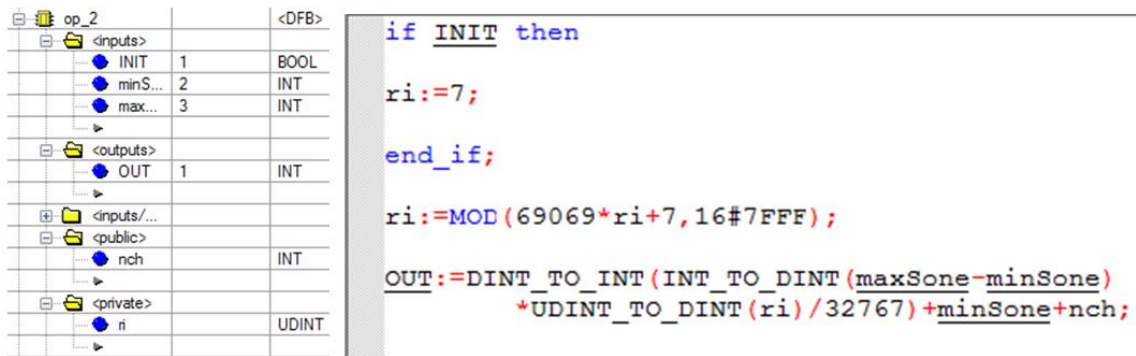 op_2 <DFB>
<inputs>
INIT 1 BOOL
minS... 2 INT
max... 3 INT
<outputs>
OUT 1 INT
<inputs/...
<public>
nch INT
<private>
ri UDINT
if INIT then
ri:=7;
end_if;
ri:=MOD(69069*ri+7,16#7FFF);
OUT:=DINT_TO_INT(INT_TO_DINT(maxSone-minSone)
*UDINT_TO_DINT(ri)/32767)+minSone+nch;